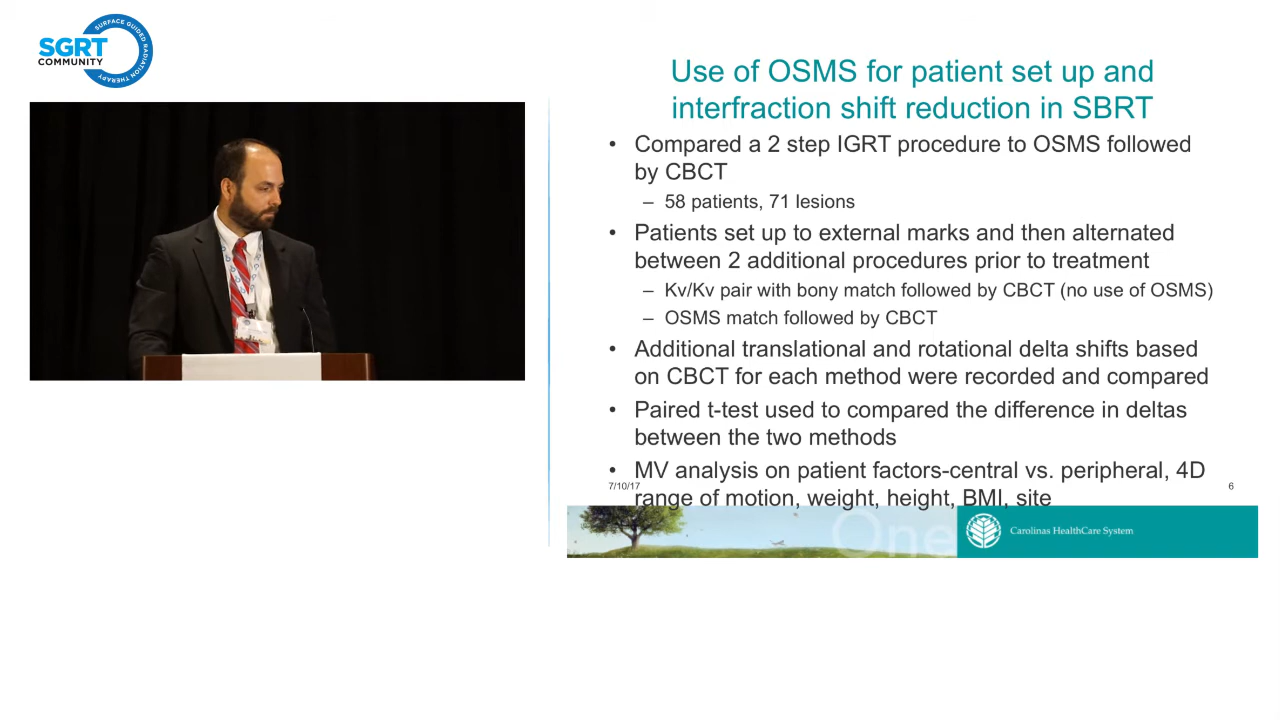 SGRT
COMMUNITY
SURFACE GUIDED RADIATION THERAPY
Use of OSMS for patient set up and
interfraction shift reduction in SBRT
• Compared a 2 step IGRT procedure to OSMS followed
by CBCT
– 58 patients, 71 lesions
• Patients set up to external marks and then alternated
between 2 additional procedures prior to treatment
– Kv/Kv pair with bony match followed by CBCT (no use of OSMS)
– OSMS match followed by CBCT
• Additional translational and rotational delta shifts based
on CBCT for each method were recorded and compared
• Paired t-test used to compared the difference in deltas
between the two methods
• MV analysis on patient factors-central vs. peripheral, 4D
range of motion, weight, height, BMI, site
7/10/17
6
One
Carolinas HealthCare System